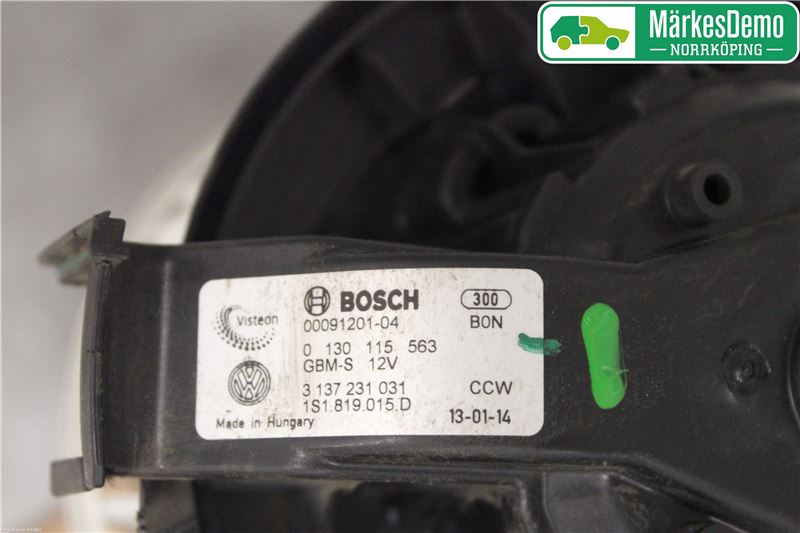 MärkesDemo
NORRKÖPING
Visteon
BOSCH
300
00091201-04
B0N
0 130 115 563
GBM-S 12V
3 137 231 031
CCW
1S1.819.015.D
Made in Hungary
13-01-14